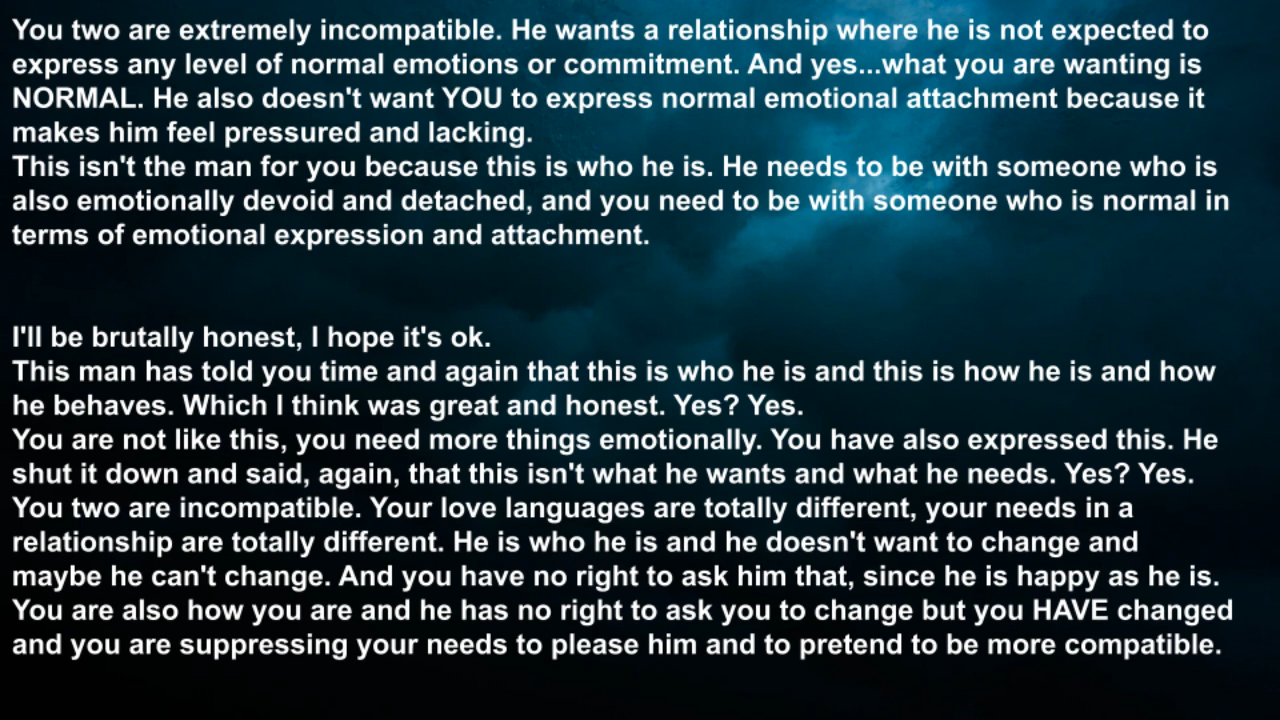 You two are extremely incompatible. He wants a relationship where he is not expected to
express any level of normal emotions or commitment. And yes...what you are wanting is
NORMAL. He also doesn't want YOU to express normal emotional attachment because it
makes him feel pressured and lacking.
This isn't the man for you because this is who he is. He needs to be with someone who is
also emotionally devoid and detached, and you need to be with someone who is normal in
terms of emotional expression and attachment.
I'll be brutally honest, I hope it's ok.
This man has told you time and again that this is who he is and this is how he is and how
he behaves. Which I think was great and honest. Yes? Yes.
You are not like this, you need more things emotionally. You have also expressed this. He
shut it down and said, again, that this isn't what he wants and what he needs. Yes? Yes.
You two are incompatible. Your love languages are totally different, your needs in a
relationship are totally different. He is who he is and he doesn't want to change and
maybe he can't change. And you have no right to ask him that, since he is happy as he is.
You are also how you are and he has no right to ask you to change but you HAVE changed
and you are suppressing your needs to please him and to pretend to be more compatible.